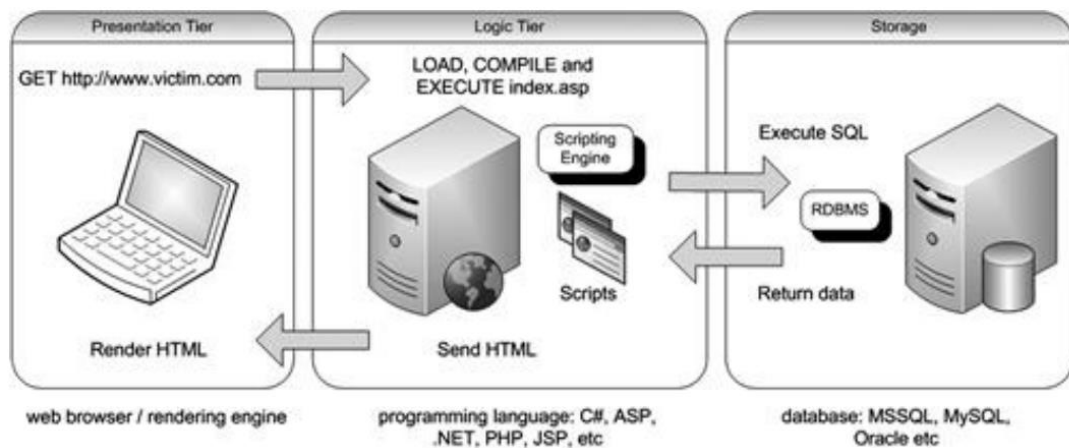 Presentation Tier
GET http://www.victim.com
Render HTML
web browser / rendering engine
Logic Tier
LOAD, COMPILE and
EXECUTE index.asp
Scripting
Engine
Scripts
Send HTML
programming language: C#, ASP,
.NET, PHP, JSP, etc
Storage
Execute SQL
RDBMS
Return data
database: MSSQL, MySQL,
Oracle etc